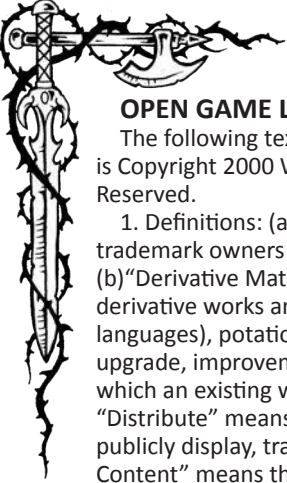 OPEN GAME L
The following tex
is Copyright 2000 W
Reserved.
1. Definitions: (a
trademark owners
(b)“Derivative Mat
derivative works an
languages), potatio
upgrade, improvem
which an existing w
“Distribute” means
publicly display, tra
Content” means th